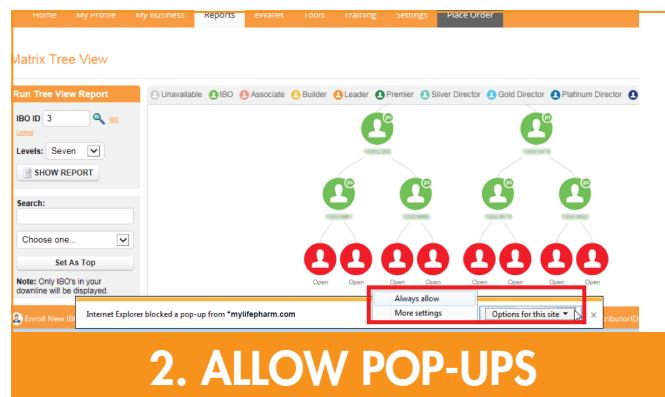 Home My Profile My Business Reports eWallet Tools Training Settings Place Order
Matrix Tree View
Run Tree View Report
Unavailable IBO Associate Builder Leader Premier Silver Director Gold Director Platinum Director
IBO ID 3 IBO
Lookup
Levels: Seven
SHOW REPORT
Search:
Choose one...
Set As Top
Note: Only IBO's in your
downline will be displayed.
Open Open Open Open Open Open Open Open
Always allow
More settings
Internet Explorer blocked a pop-up from *mylifepharm.com
Options for this site
×
Enroll New IB
ributorID
2. ALLOW POP-UPS